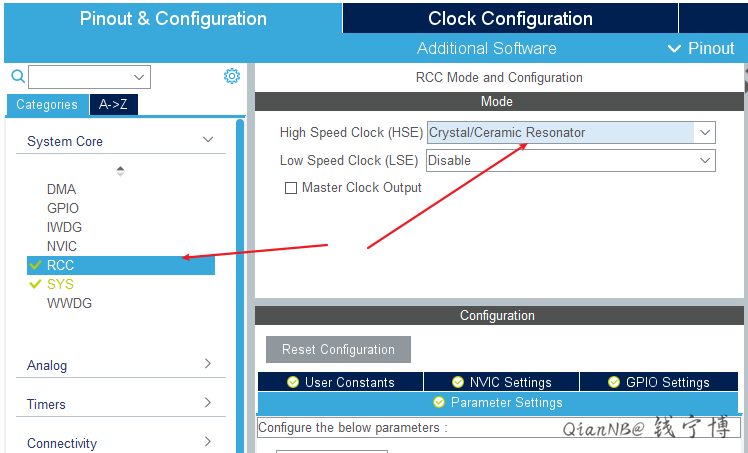 Pinout & Configuration
Clock Configuration
Additional Software
Pinout
Categories
A->Z
System Core
DMA
GPIO
IWDG
NVIC
RCC
SYS
WWDG
Analog
Timers
Connectivity
RCC Mode and Configuration
Mode
High Speed Clock (HSE) Crystal/Ceramic Resonator
Low Speed Clock (LSE) Disable
Master Clock Output
Configuration
Reset Configuration
User Constants
NVIC Settings
GPIO Settings
Parameter Settings
Configure the below parameters :
QianNB@ 钱宁博